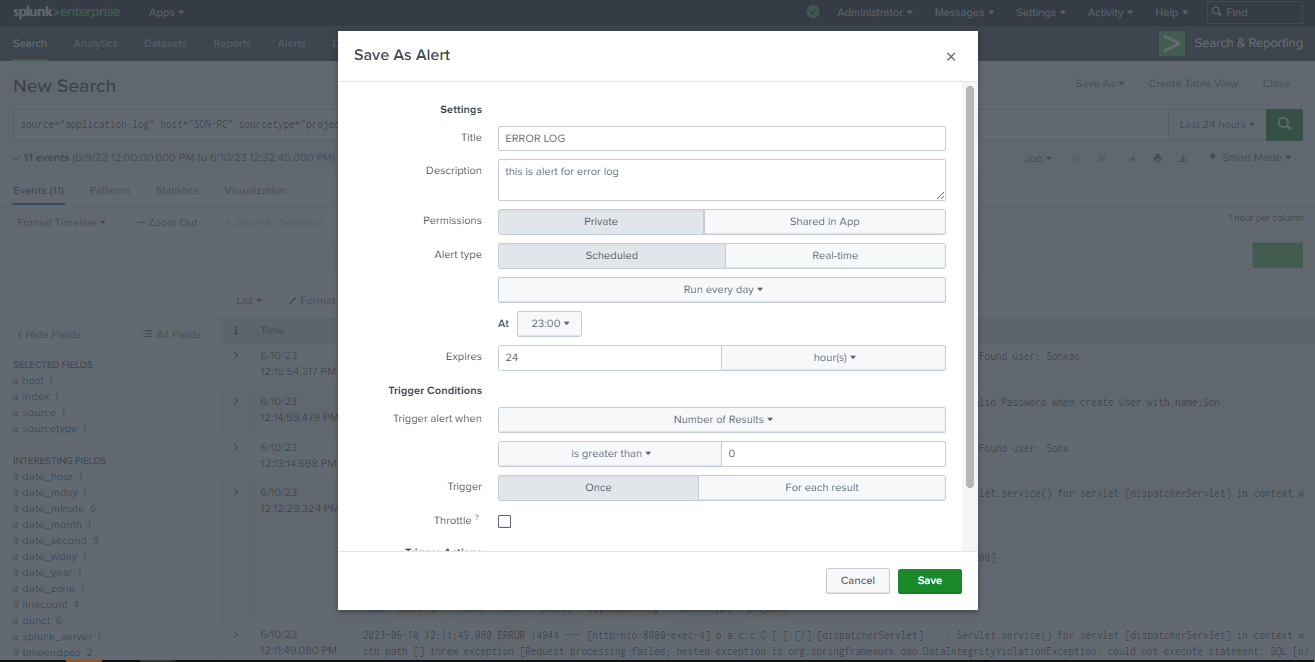 splunk>enterprise Apps Administrator Messages Settings Activity Help Find
Search Analytics Datasets Reports Alerts D Search & Reporting
Save As Alert
New Search Save As Create Table View Close
Settings
source="application.log" host="SON-PC" sourcetype="projec Last 24 hours
Title ERROR LOG
11 events (6/9/23 12:00:00.000 PM to 6/10/23 12:32:45.000 PM) Job Smart Mode
Description this is alert for error log
Events (11) Patterns Statistics Visualization
Format Timeline — Zoom Out + Zoom to Selection 1 hour per column
Permissions Private Shared in App
Alert type Scheduled Real-time
Run every day
List Format
At 23:00
< Hide Fields All Fields i Time
Expires 24 hour(s)
SELECTED FIELDS
a host 1
a index 1
a source 1
a sourcetype 1
6/10/23
12:15:54.317 PM
Found user: Sonxas
6/10/23
12:14:59.479 PM
lid Password when create User with name:Son
Trigger Conditions
Trigger alert when Number of Results
is greater than 0
6/10/23
12:13:14.698 PM
Found user: Sonx
INTERESTING FIELDS
# date_hour 1
# date_mday 1
# date_minute 6
a date_month 1
# date_second 9
a date_wday 1
# date_year 1
a date_zone 1
# linecount 4
a punct 6
a splunk_server 1
# timeendpos 2
Trigger Once For each result
6/10/23
12:12:29.324 PM
let.service() for servlet [dispatcherServlet] in context w
Throttle ?
Trigger Actions
00]
Cancel Save
6/10/23
12:11:49.080 PM
2023-06-10 12:11:49.080 ERROR 14944 --- [http-nio-8080-exec-4] o.a.c.c.C.[.[.[/].[dispatcherServlet] : Servlet.service() for servlet [dispatcherServlet] in context w
ith path [] threw exception [Request processing failed; nested exception is org.springframework.dao.DataIntegrityViolationException: could not execute statement; SQL [n/